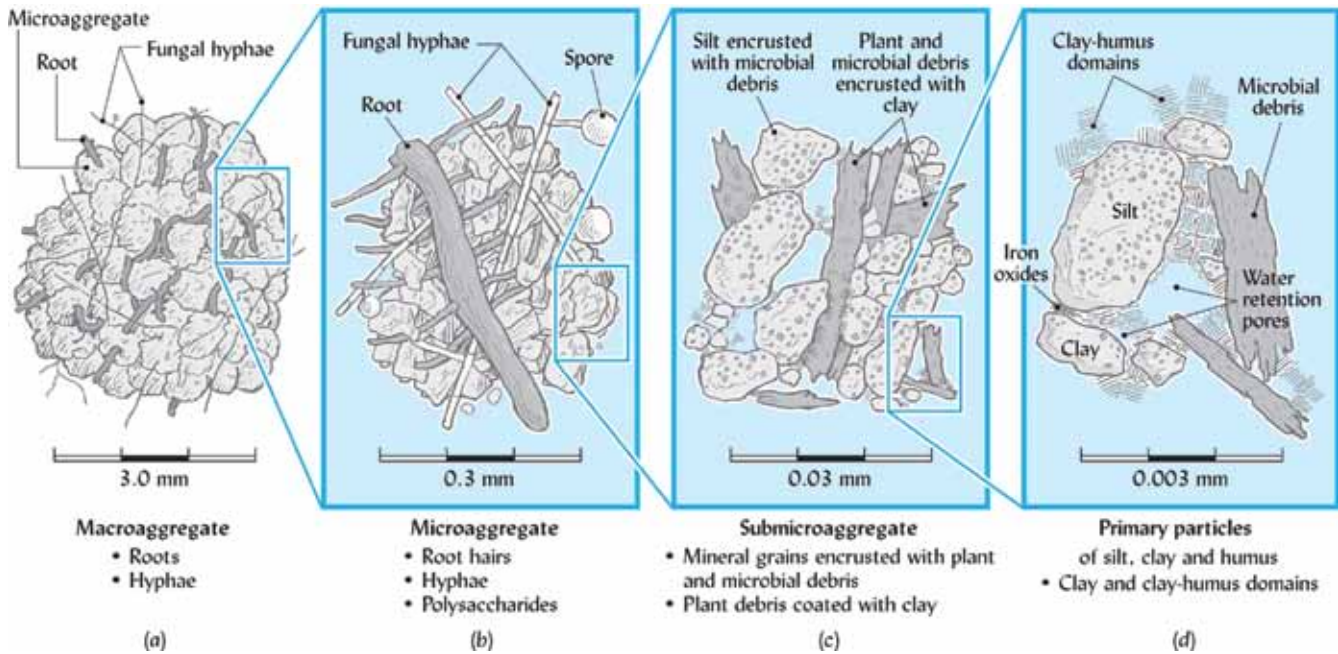 Microaggregate
Fungal hyphae
Root
3.0 mm
Macroaggregate
• Roots
• Hyphae
(a)
Fungal hyphae
Spore
Root
0.3 mm
Microaggregate
• Root hairs
• Hyphae
• Polysaccharides
(b)
Silt encrusted
with microbial
debris
Plant and
microbial debris
encrusted with
clay
0.03 mm
Submicroaggregate
• Mineral grains encrusted with plant
and microbial debris
• Plant debris coated with clay
(c)
Clay-humus
domains
Microbial
debris
Silt
Iron
oxides
Water
retention
pores
Clay
0.003 mm
Primary particles
of silt, clay and humus
• Clay and clay-humus domains
(d)